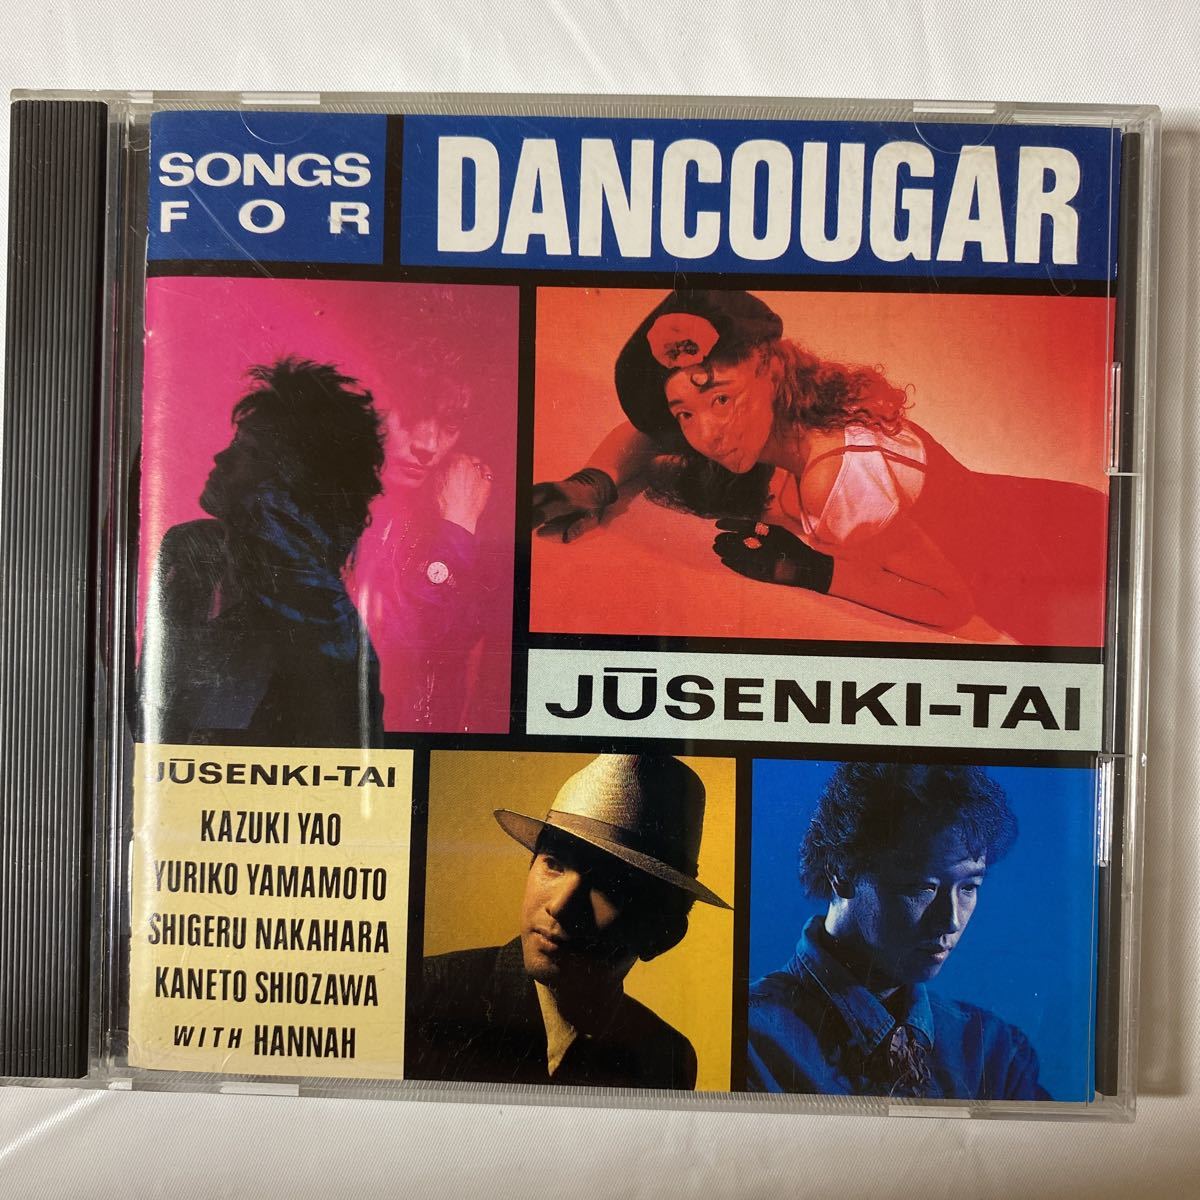 SONGS
FOR
DANCOUGAR
JŪSENKI-TAI
JŪSENKI-TAI
KAZUKI YAO
YURIKO YAMAMOTO
SHIGERU NAKAHARA
KANETO SHIOZAWA
WITH HANNAH